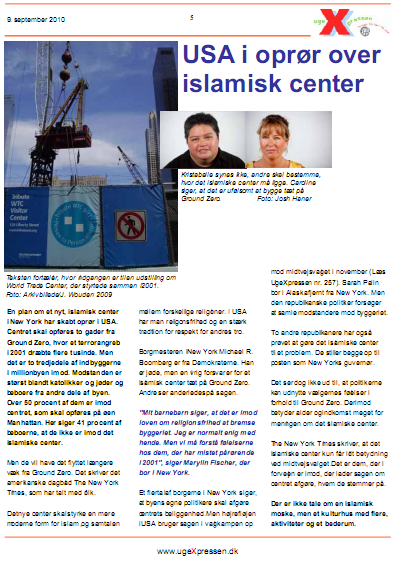 9. september 2010
5
ugeXpressen
USA i oprør over
islamisk center
Tribute
WTC
Visitor
Center
Kristabelle synes ikke, andre skal bestemme,
hvor det islamiske center må ligge. Caroline
siger, at det er ufølsomt at bygge tæt på
Ground Zero. Foto: Josh Haner
Teksten fortæller, hvor indgangen er til en udstilling om
World Trade Center, der styrtede sammen i 2001.
Foto: Arkivbillede/J. Wouden 2009
En plan om et nyt, islamisk center
i New York har skabt oprør i USA.
Centret skal opføres to gader fra
Ground Zero, hvor et terrorangreb
i 2001 dræbte flere tusinde. Men
det er to tredjedele af indbyggerne
i millionbyen imod. Modstanden er
størst blandt katolikker og jøder og
beboere fra andre dele af byen.
Over 50 procent af dem er imod
centret, som skal opføres på øen
Manhattan. Her siger 41 procent af
beboerne, at de ikke er imod det
islamiske center.
Men de vil have det flyttet længere
væk fra Ground Zero. Det skriver det
amerikanske dagblad The New York
Times, som har talt med dem.
Det nye center skal styrke en mere
moderne form for islam og samtalen
mellem forskellige religioner. I USA
har man religionsfrihed og en stærk
tradition for respekt for andres tro.
Borgmesteren i New York Michael R.
Bloomberg er fra Demokraterne. Han
er jøde, men en ivrig forsvarer for et
islamisk center tæt på Ground Zero.
Andre ser anderledes på sagen.
"Mit barnebarn siger, at det er imod
loven om religionsfrihed at bremse
byggeriet. Jeg er normalt enig med
hende. Men vi må forstå følelserne
hos dem, der har mistet pårørende
i 2001", siger Marylin Fischer, der
bor i New York.
Et flertal af borgerne i New York siger,
at byens egne politikere skal afgøre
centrets beliggenhed. Men højrefløjen
i USA bruger sagen i valgkampen op
mod midtvejsvalget i november (Læs
UgeXpressen nr. 257). Sarah Palin
bor i Alaska fjernt fra New York. Men
den republikanske politiker forsøger
at samle modstandere mod byggeriet.
To andre republikanere har også
prøvet at gøre det islamiske center
til et problem. De stiller begge op til
posten som New Yorks guvernør.
Det ser dog ikke ud til, at politikerne
kan udnytte vælgernes følelser i
forhold til Ground Zero. Derimod
betyder alder og indkomst meget for
meningen om det islamiske center.
The New York Times skriver, at det
islamiske center kun får lidt betydning
ved midtvejsvalget. Det er dem, der i
forvejen er imod, der lader sagen om
centret afgøre, hvem de stemmer på.
Der er ikke tale om en islamisk
moske, men et kulturhus med flere,
aktiviteter og et bederum.
www.ugeXpressen.dk